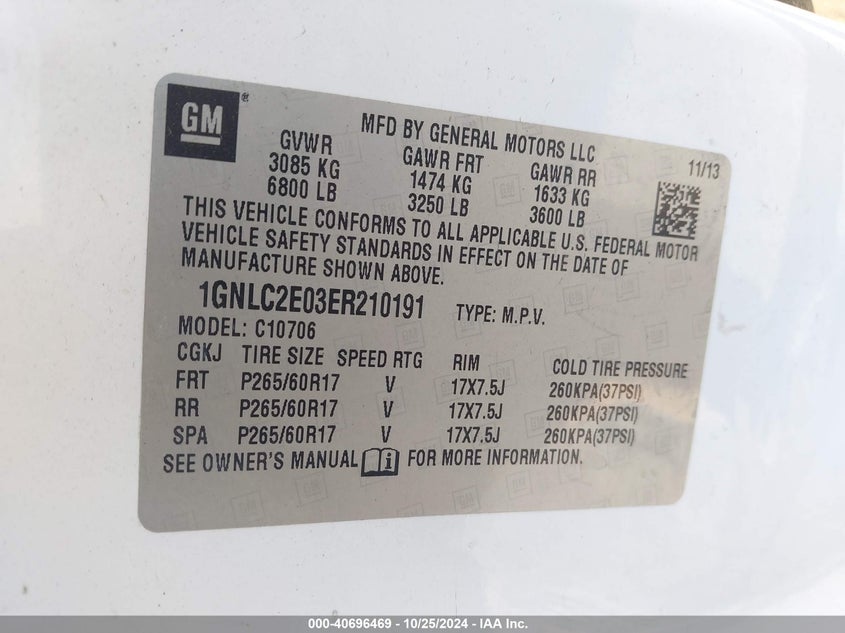 GM®
MFD BY GENERAL MOTORS LLC
11/13
GVWR GAWR FRT GAWR RR
3085 KG 1474 KG 1633 KG
6800 LB 3250 LB 3600 LB
THIS VEHICLE CONFORMS TO ALL APPLICABLE U.S. FEDERAL MOTOR
VEHICLE SAFETY STANDARDS IN EFFECT ON THE DATE OF
MANUFACTURE SHOWN ABOVE.
1GNLC2E03ER210191 TYPE: M.P.V.
MODEL: C10706
CGKJ TIRE SIZE SPEED RTG RIM COLD TIRE PRESSURE
FRT P265/60R17 V 17X7.5J 260KPA(37PSI)
RR P265/60R17 V 17X7.5J 260KPA(37PSI)
SPA P265/60R17 V 17X7.5J 260KPA(37PSI)
SEE OWNER'S MANUAL i FOR MORE INFORMATION.
000-40696469 - 10/25/2024 - IAA Inc.